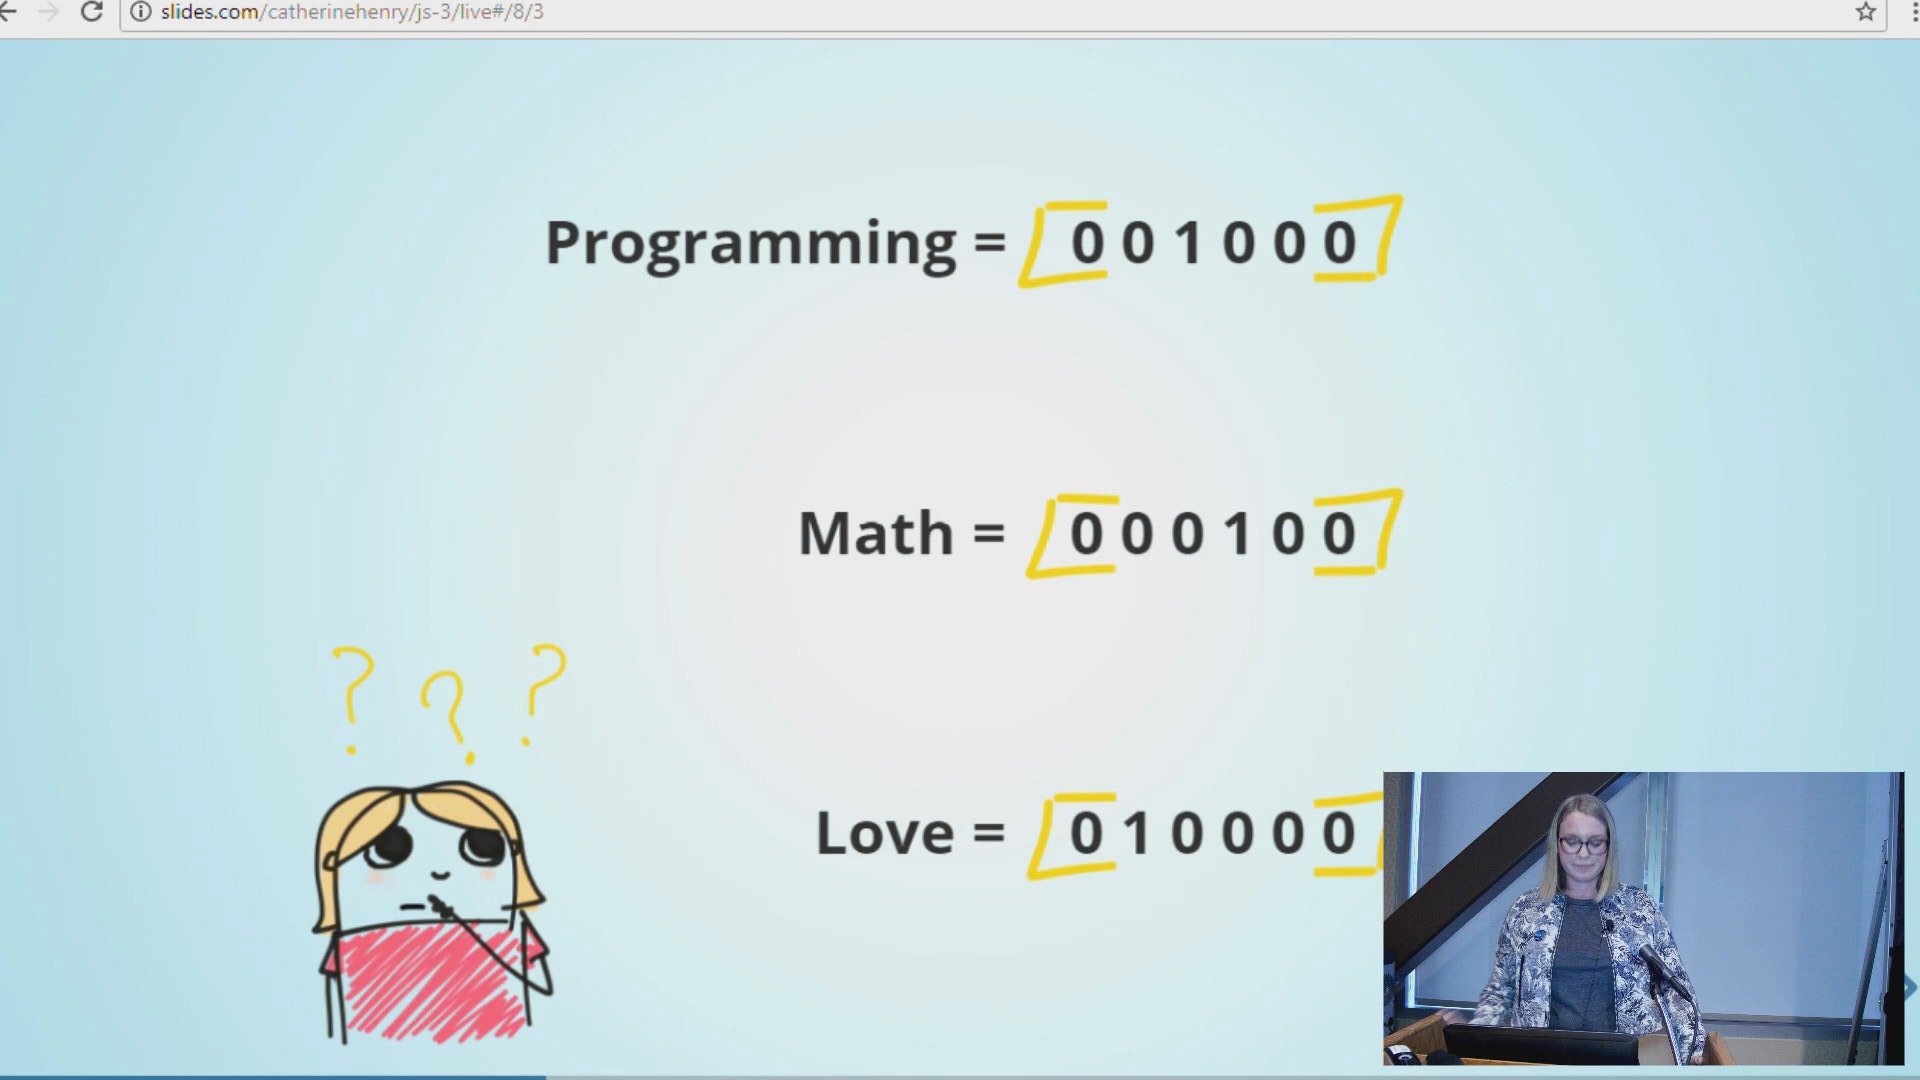 slides.com/catherinehenry/js-3/live#/8/3
Programming = [ 0 0 1 0 0 0 ]
Math = [ 0 0 0 1 0 0 ]
Love = [ 0 1 0 0 0 0
? ? ?